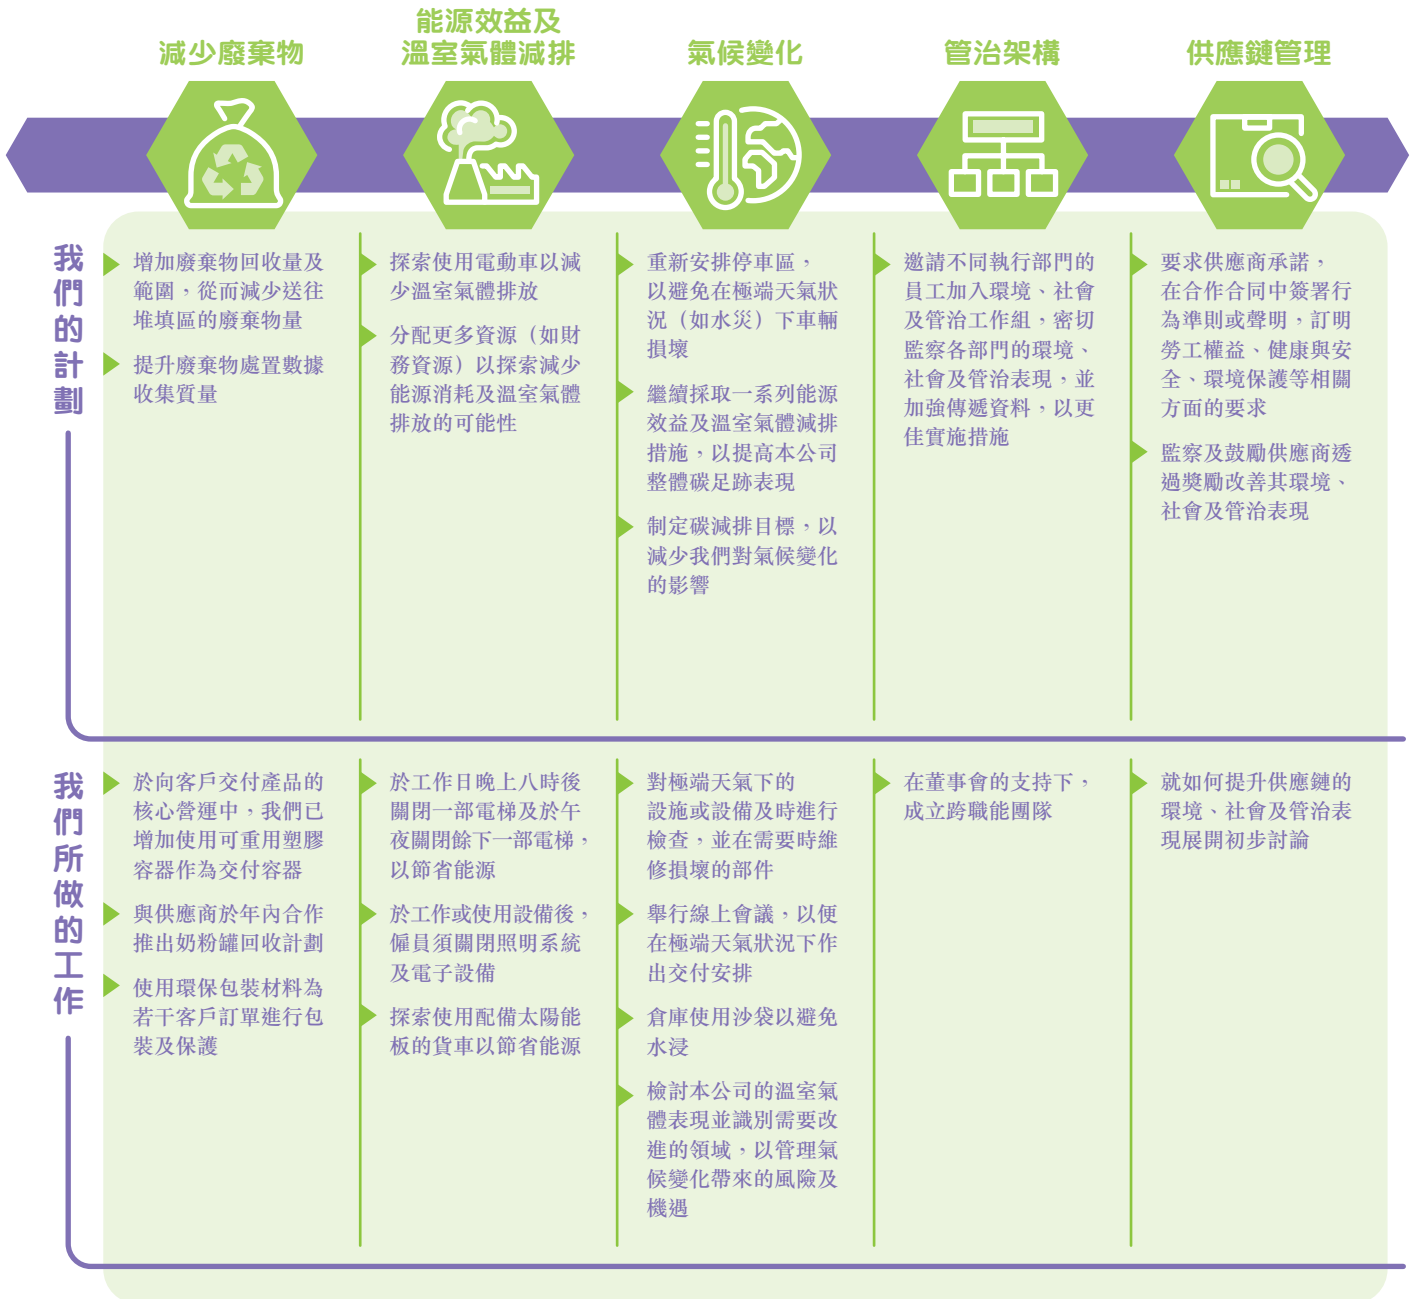 減少廢棄物
能源效益及
溫室氣體減排
氣候變化
管治架構
供應鏈管理
我們的計劃
增加廢棄物回收量及
範圍，從而減少送往
堆填區的廢棄物量
提升廢棄物處置數據
收集質量
探索使用電動車以減
少溫室氣體排放
分配更多資源（如財
務資源）以探索減少
能源消耗及溫室氣體
排放的可能性
重新安排停車區，
以避免在極端天氣狀
況（如水災）下車輛
損壞
繼續採取一系列能源
效益及溫室氣體減排
措施，以提高本公司
整體碳足跡表現
制定碳減排目標，以
減少我們對氣候變化
的影響
邀請不同執行部門的
員工加入環境、社會
及管治工作組，密切
監察各部門的環境、
社會及管治表現，並
加強傳遞資料，以更
佳實施措施
要求供應商承諾，
在合作合同中簽署行
為準則或聲明，訂明
勞工權益、健康與安
全、環境保護等相關
方面的要求
監察及鼓勵供應商透
過獎勵改善其環境、
社會及管治表現
我們所做的工作
於向客戶交付產品的
核心營運中，我們已
增加使用可重用塑膠
容器作為交付容器
與供應商於年內合作
推出奶粉罐回收計劃
使用環保包裝材料為
若干客戶訂單進行包
裝及保護
於工作日晚上八時後
關閉一部電梯及於午
夜關閉餘下一部電梯，
以節省能源
於工作或使用設備後，
僱員須關閉照明系統
及電子設備
探索使用配備太陽能
板的貨車以節省能源
對極端天氣下的
設施或設備及時進行
檢查，並在需要時維
修損壞的部件
舉行線上會議，以便
在極端天氣狀況下作
出交付安排
倉庫使用沙袋以避免
水浸
檢討本公司的溫室氣
體表現並識別需要改
進的領域，以管理氣
候變化帶來的風險及
機遇
在董事會的支持下，
成立跨職能團隊
就如何提升供應鏈的
環境、社會及管治表
現展開初步討論